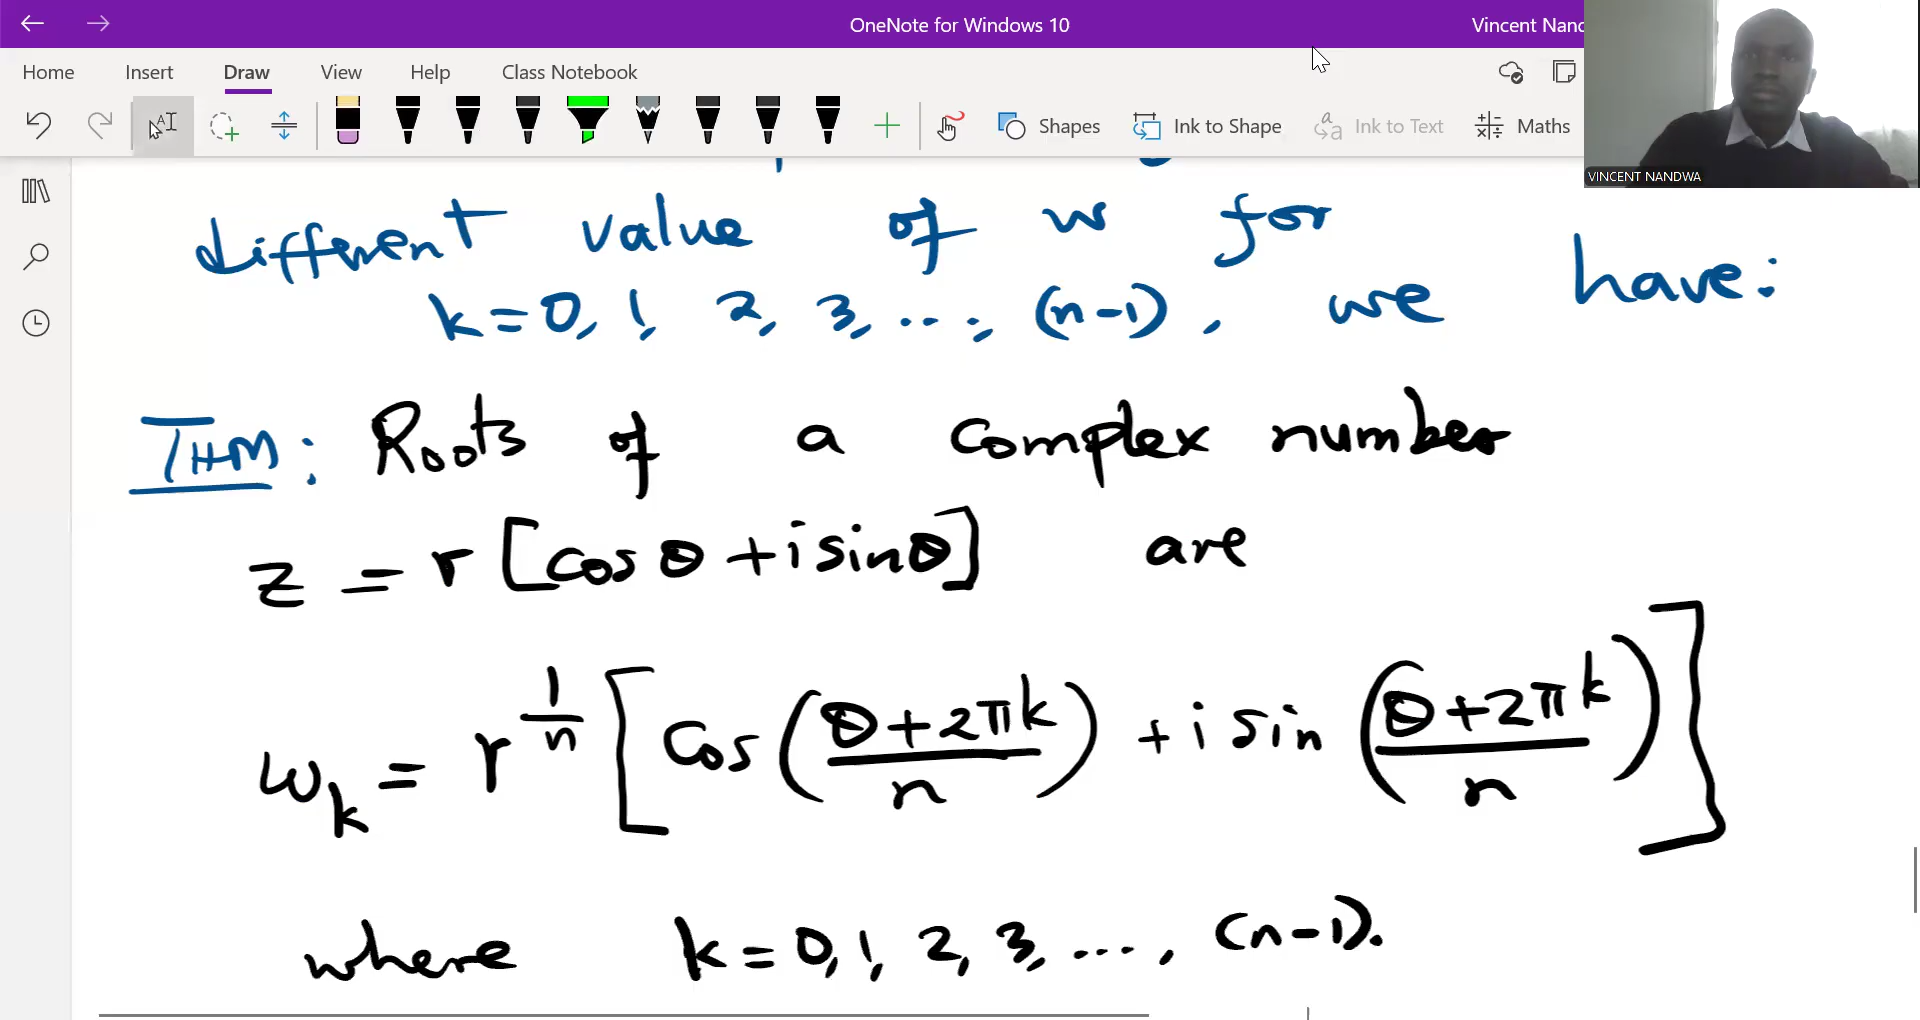 OneNote for Windows 10
Vincent Nand
Home Insert Draw View Help Class Notebook
Shapes Ink to Shape Ink to Text Maths
VINCENT NANDWA
different value of w for
k = 0, 1, 2, 3, ..., (n-1), we have:
THM: Roots of a complex number
z = r [cos θ + i sin θ] are
w_k = r^{1/n} [cos ((θ + 2πk)/n) + i sin ((θ + 2πk)/n)]
where k = 0, 1, 2, 3, ..., (n-1).